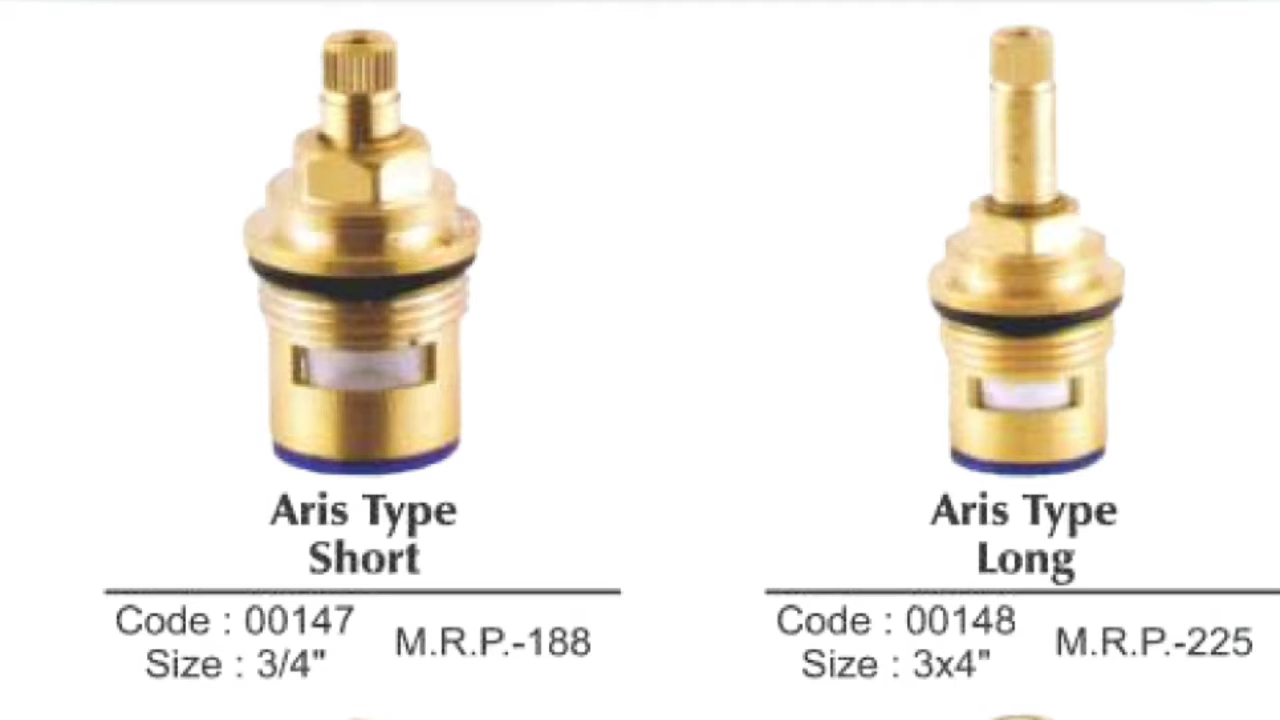 Aris Type
Short
Code : 00147
Size : 3/4"
M.R.P.-188
Aris Type
Long
Code : 00148
Size : 3x4"
M.R.P.-225